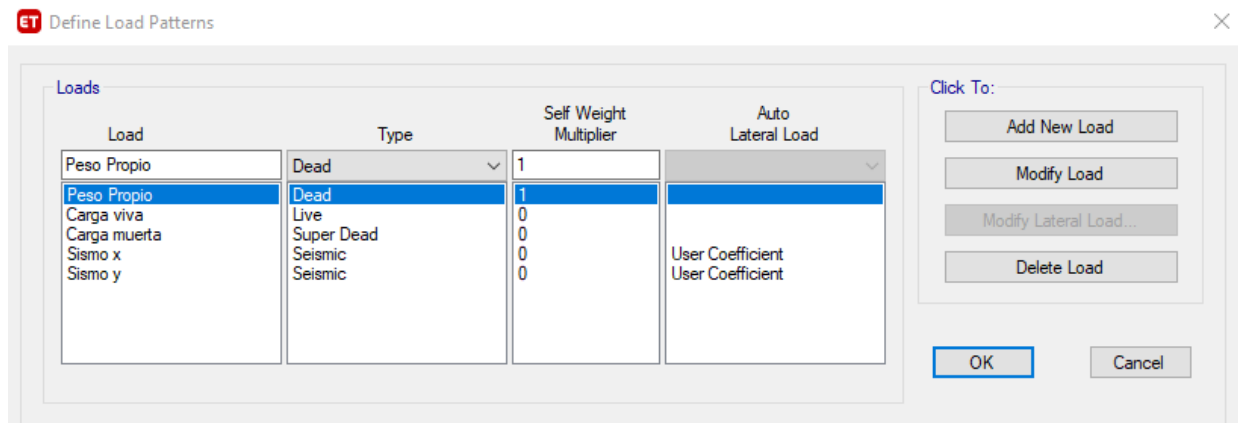 ET Define Load Patterns
Loads
Click To:
Load Type Self Weight Multiplier Auto Lateral Load
Peso Propio Dead 1
Peso Propio Dead 1
Carga viva Live 0
Carga muerta Super Dead 0
Sismo x Seismic 0 User Coefficient
Sismo y Seismic 0 User Coefficient
Add New Load
Modify Load
Modify Lateral Load...
Delete Load
OK Cancel